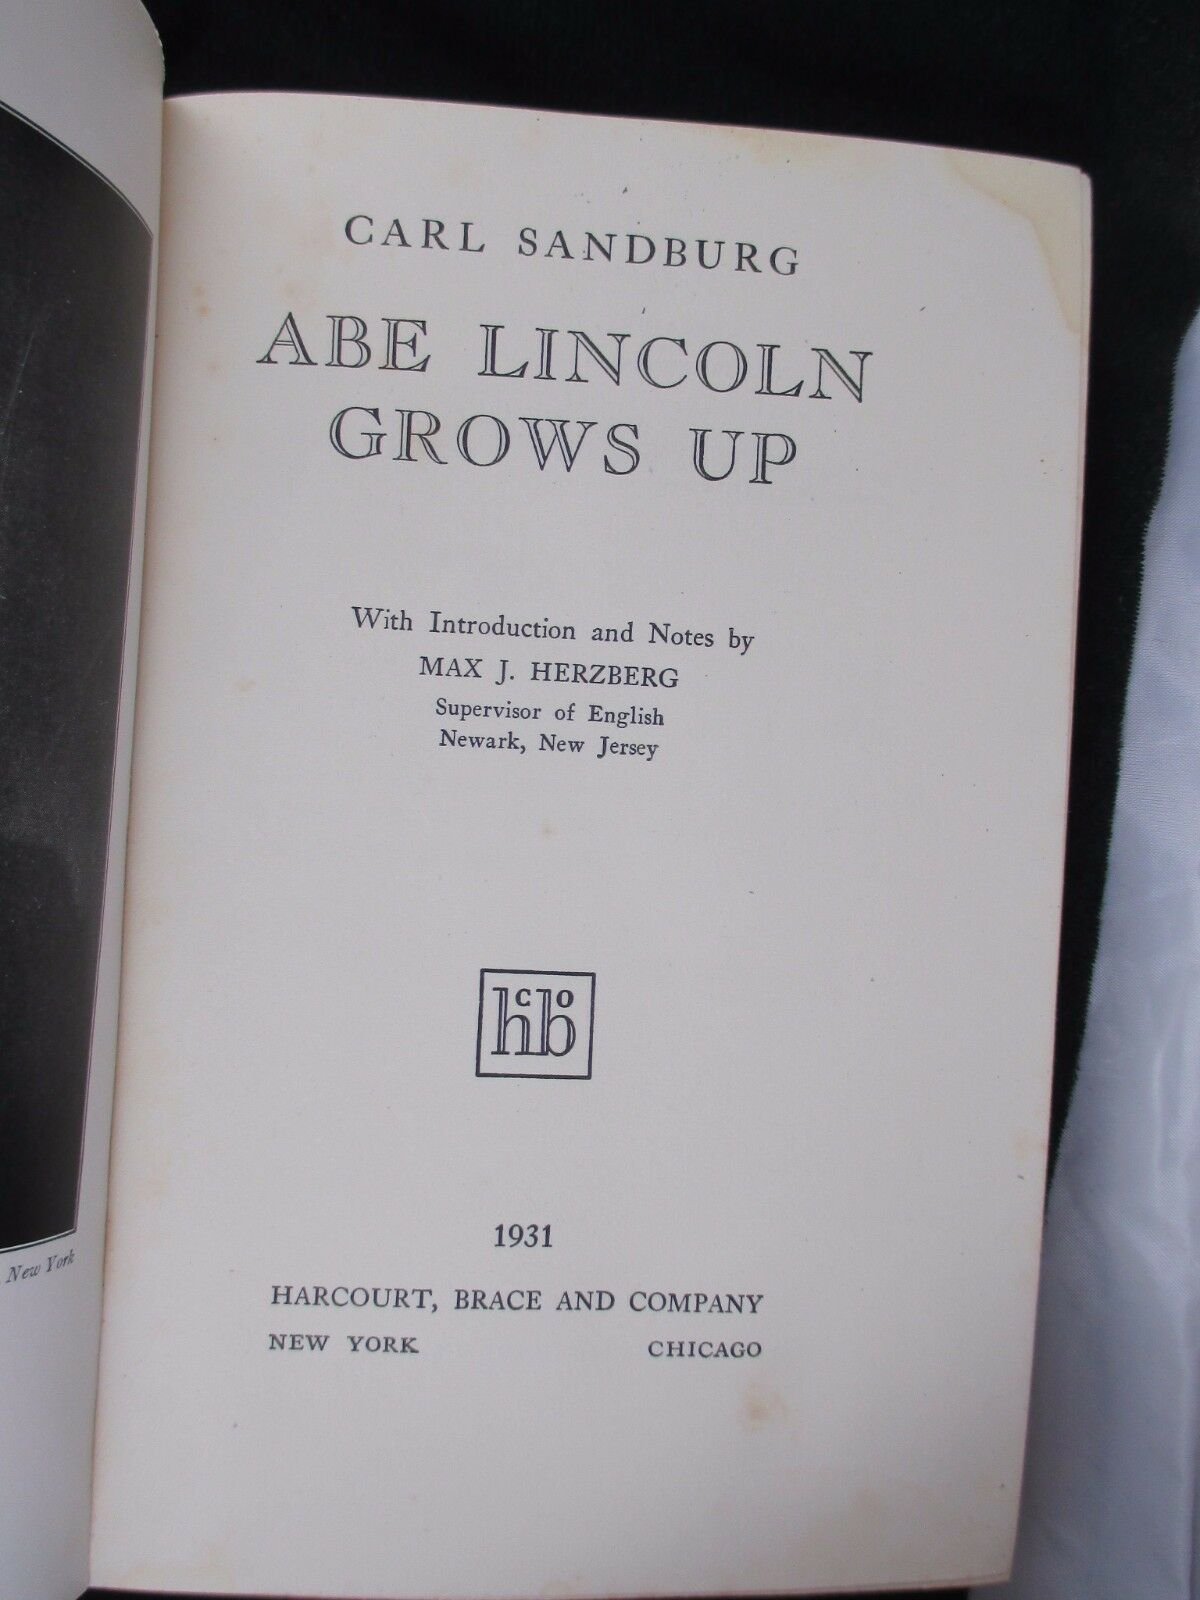 CARL SANDBURG
ABE LINCOLN
GROWS UP
With Introduction and Notes by
MAX J. HERZBERG
Supervisor of English
Newark, New Jersey
hcbo
1931
HARCOURT, BRACE AND COMPANY
NEW YORK CHICAGO
New York